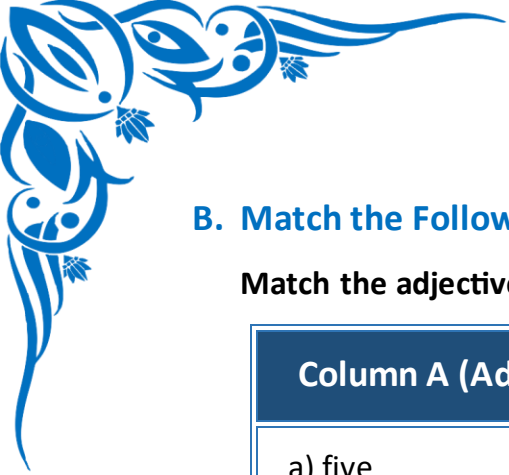 B. Match the Follow
Match the adjectiv
Column A (Ad
a) five